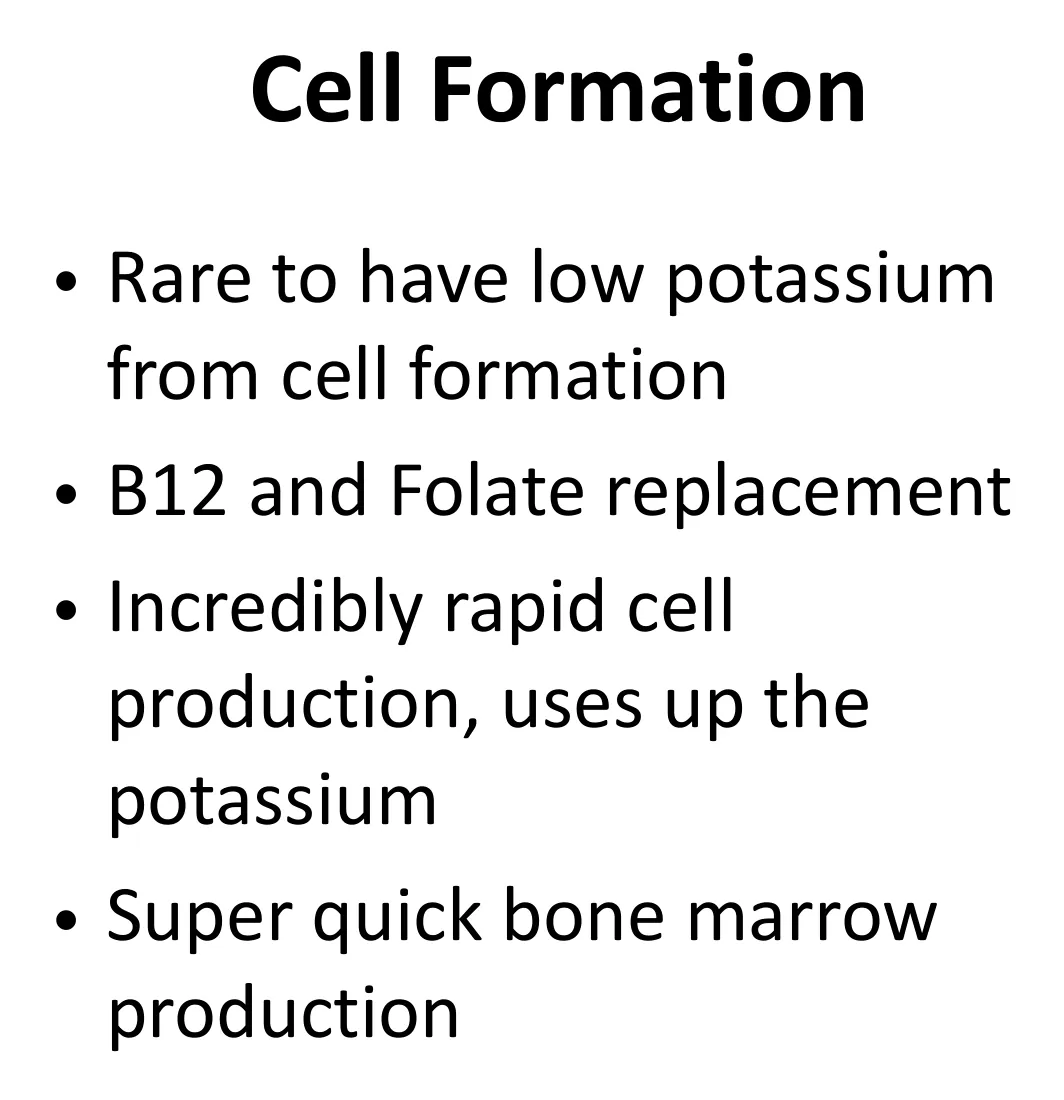 Cell Formation
• Rare to have low potassium
from cell formation
• B12 and Folate replacement
• Incredibly rapid cell
production, uses up the
potassium
• Super quick bone marrow
production